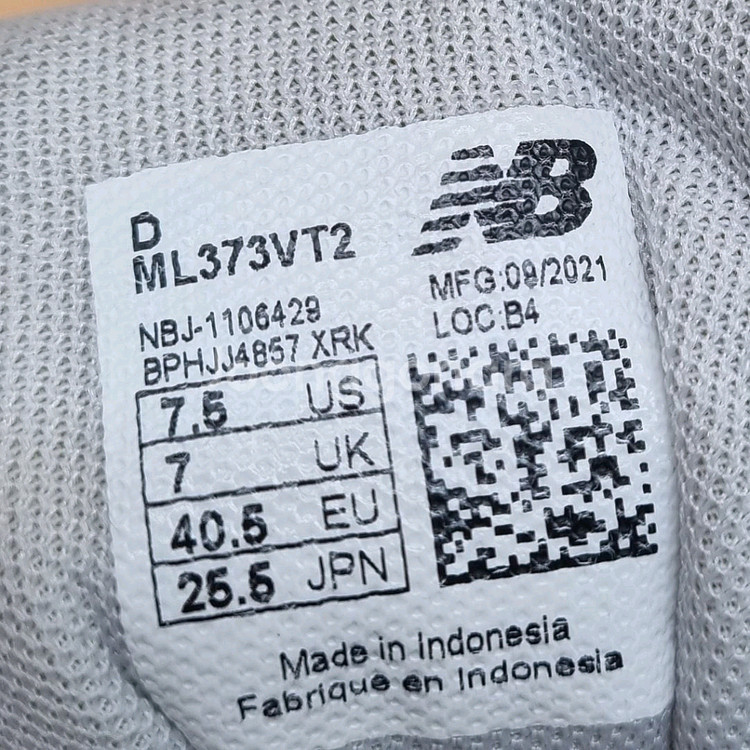 D
ML373VT2
NB
MFG:09/2021
LOC:B4
NBJ-1106429
BPHJJ4857 XRK
7.5 US
7 UK
40.5 EU
25.5 JPN
Made in Indonesia
Fabrique en Indonesia